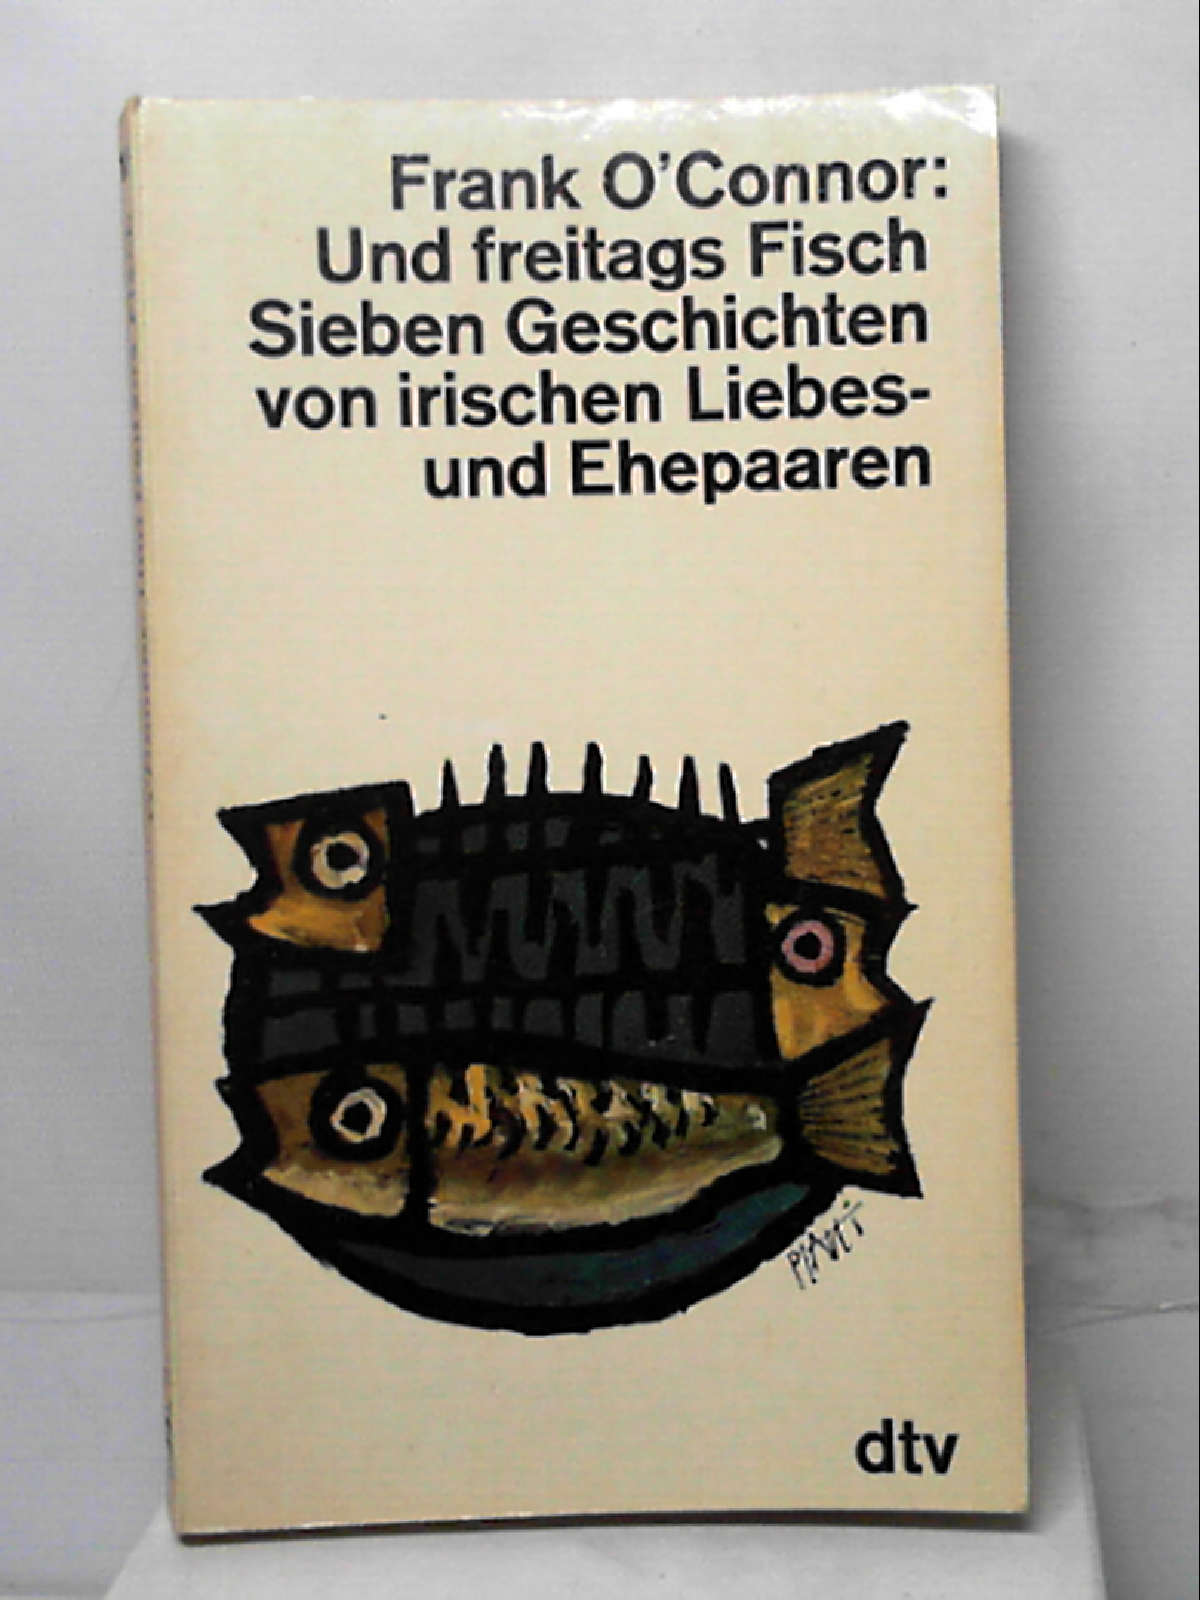 Frank O'Connor:
Und freitags Fisch
Sieben Geschichten
von irischen Liebes-
und Ehepaaren
dtv